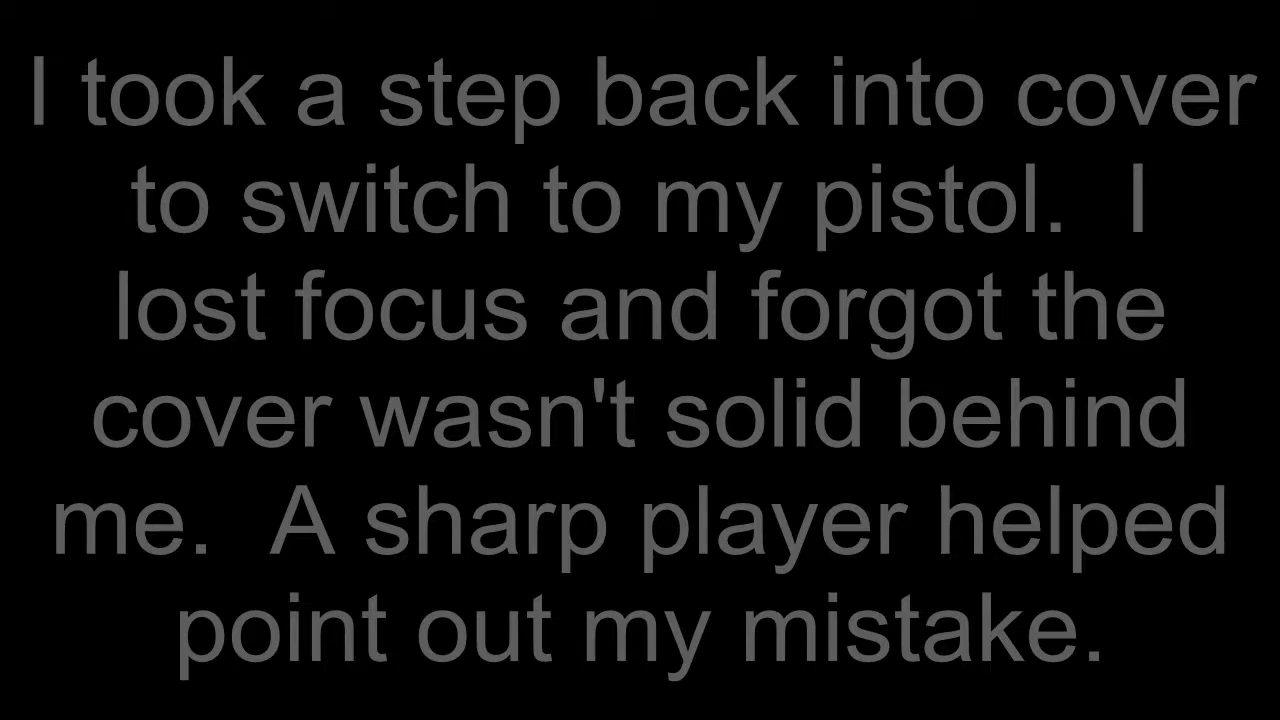 I took a step back into cover
to switch to my pistol.  I
lost focus and forgot the
cover wasn't solid behind
me.  A sharp player helped
point out my mistake.